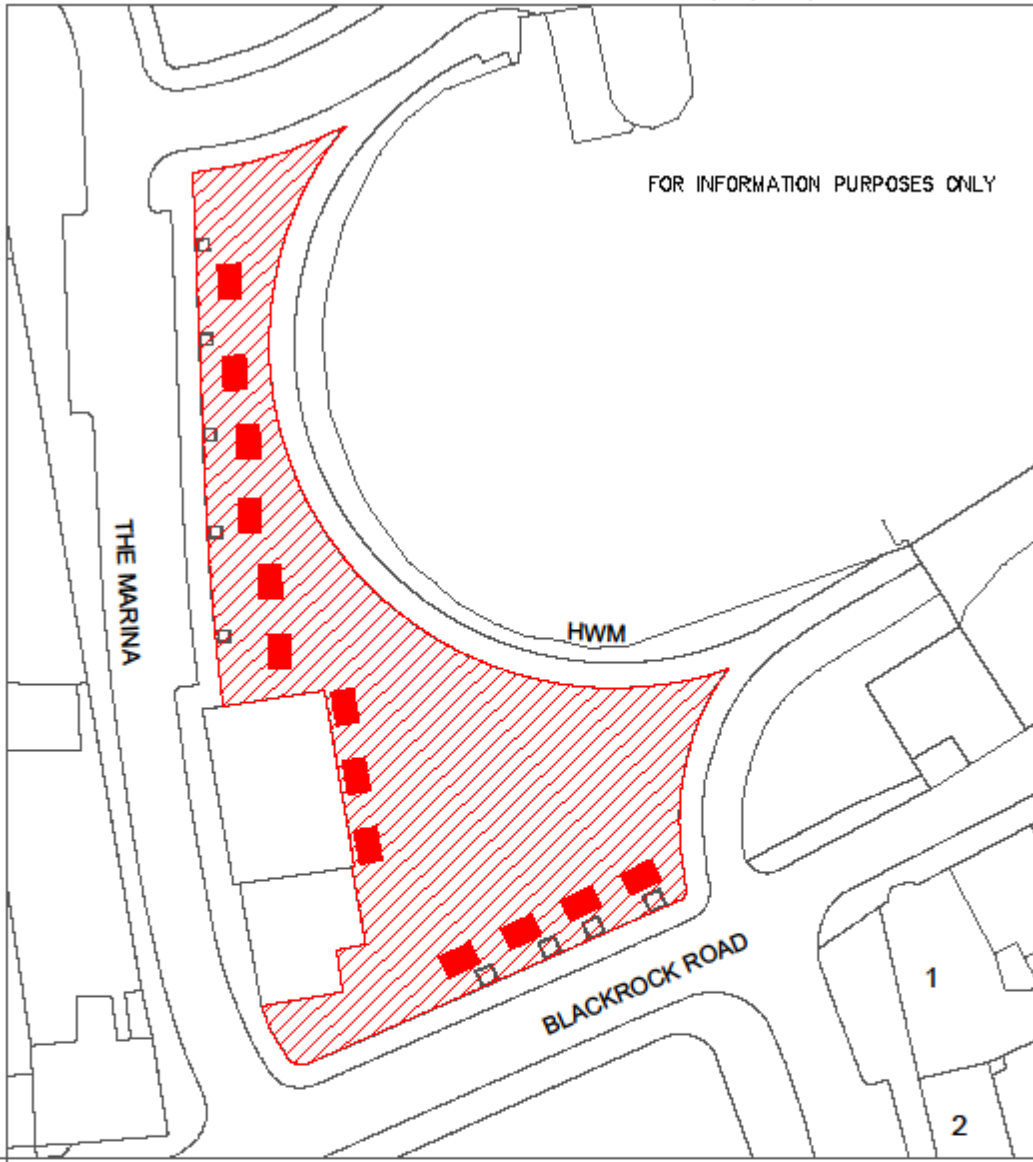 FOR INFORMATION PURPOSES ONLY
THE MARINA
HWM
BLACKROCK ROAD
1
2